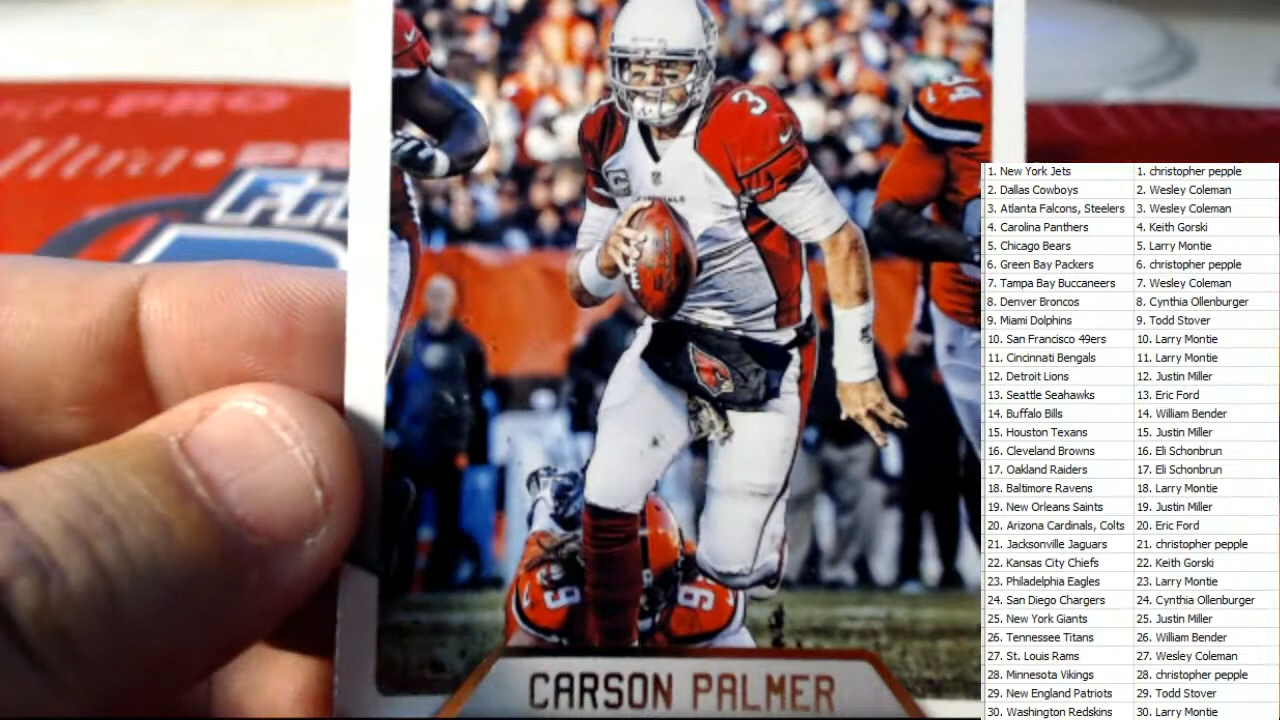 PRO
Ultra • PR
3
CARDINALS
99
94
CARSON PALMER
1. New York Jets 1. christopher pepple
2. Dallas Cowboys 2. Wesley Coleman
3. Atlanta Falcons, Steelers 3. Wesley Coleman
4. Carolina Panthers 4. Keith Gorski
5. Chicago Bears 5. Larry Montie
6. Green Bay Packers 6. christopher pepple
7. Tampa Bay Buccaneers 7. Wesley Coleman
8. Denver Broncos 8. Cynthia Ollenburger
9. Miami Dolphins 9. Todd Stover
10. San Francisco 49ers 10. Larry Montie
11. Cincinnati Bengals 11. Larry Montie
12. Detroit Lions 12. Justin Miller
13. Seattle Seahawks 13. Eric Ford
14. Buffalo Bills 14. William Bender
15. Houston Texans 15. Justin Miller
16. Cleveland Browns 16. Eli Schonbrun
17. Oakland Raiders 17. Eli Schonbrun
18. Baltimore Ravens 18. Larry Montie
19. New Orleans Saints 19. Justin Miller
20. Arizona Cardinals, Colts 20. Eric Ford
21. Jacksonville Jaguars 21. christopher pepple
22. Kansas City Chiefs 22. Keith Gorski
23. Philadelphia Eagles 23. Larry Montie
24. San Diego Chargers 24. Cynthia Ollenburger
25. New York Giants 25. Justin Miller
26. Tennessee Titans 26. William Bender
27. St. Louis Rams 27. Wesley Coleman
28. Minnesota Vikings 28. christopher pepple
29. New England Patriots 29. Todd Stover
30. Washington Redskins 30. Larry Montie